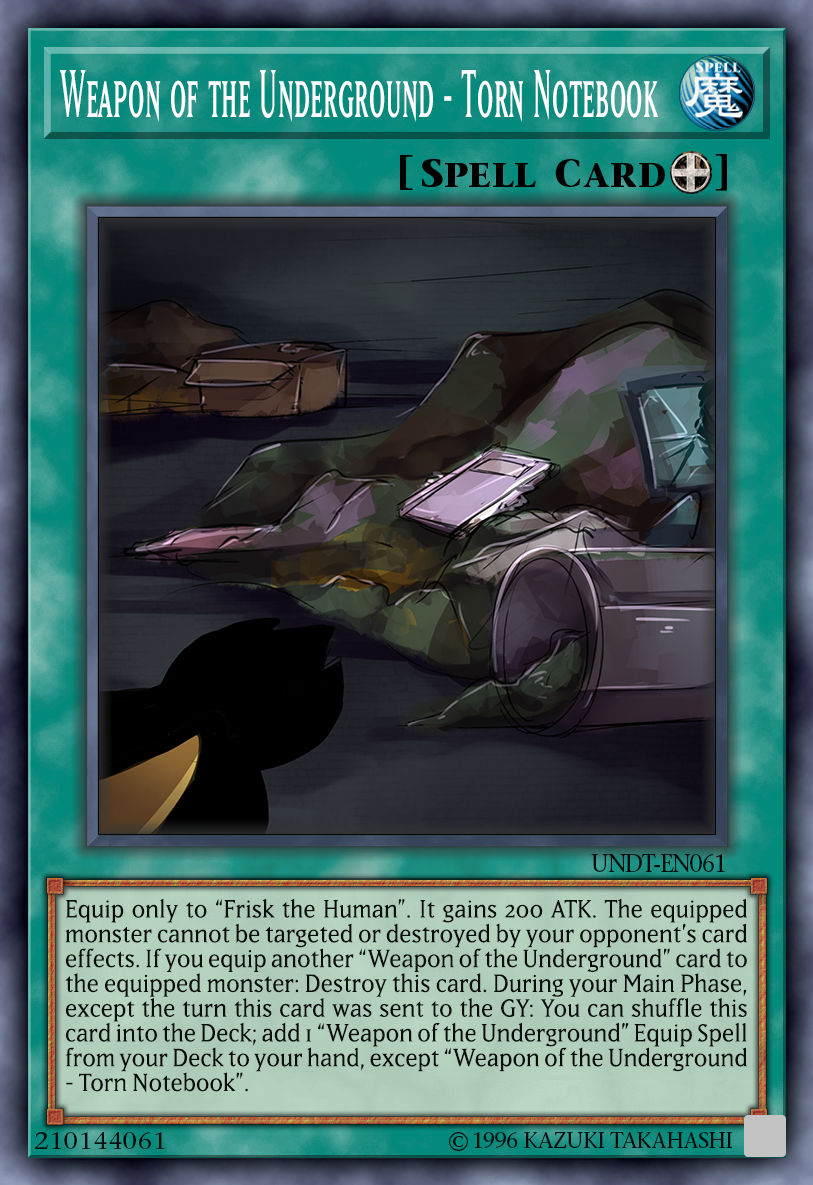 Weapon of the Underground - Torn Notebook
SPELL
魔
[Spell Card]
UNDT-EN061
Equip only to “Frisk the Human”. It gains 200 ATK. The equipped
monster cannot be targeted or destroyed by your opponent's card
effects. If you equip another “Weapon of the Underground” card to
the equipped monster: Destroy this card. During your Main Phase,
except the turn this card was sent to the GY: You can shuffle this
card into the Deck; add 1 “Weapon of the Underground” Equip Spell
from your Deck to your hand, except “Weapon of the Underground
- Torn Notebook”.
210144061
© 1996 KAZUKI TAKAHASHI